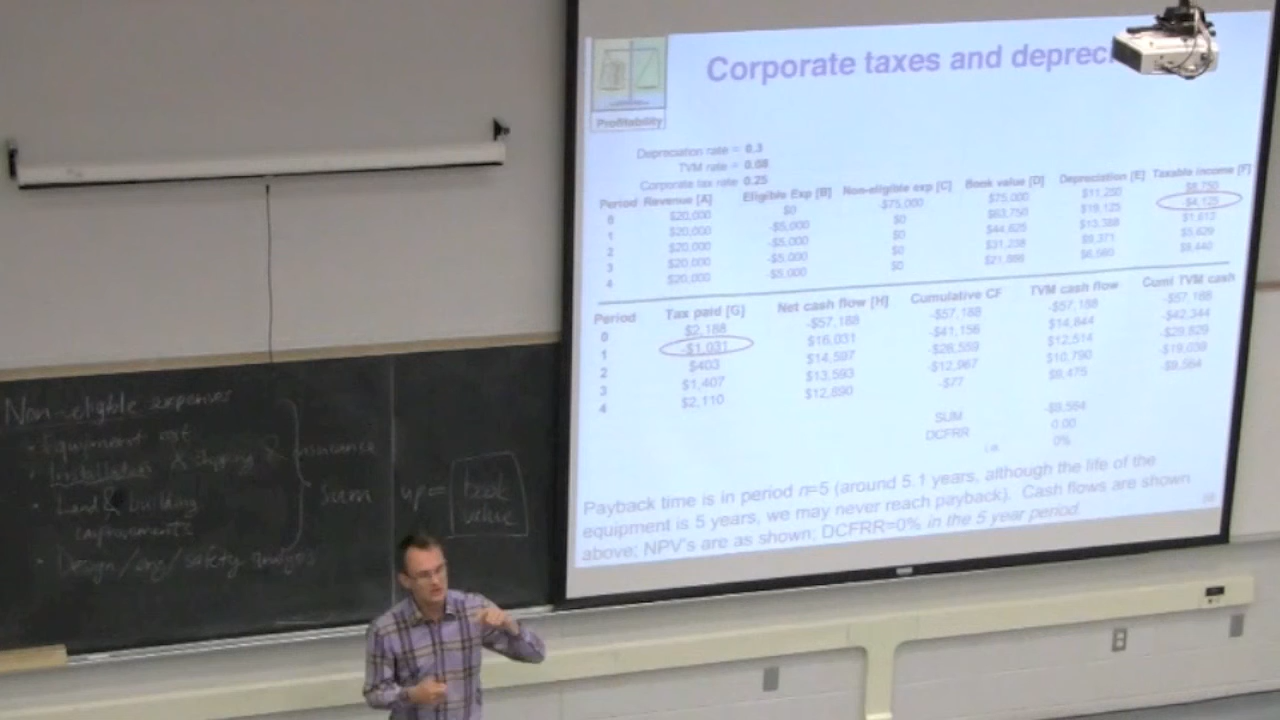 Profitability
Corporate taxes and depreci
Depreciation rate = 0.3
TVM rate = 0.08
Corporate tax rate 0.25
Period Revenue [A] Eligible Exp [B] Non-eligible exp [C] Book value [D] Depreciation [E] Taxable income [F]
0 $20,000 $0 -$75,000 $75,000 $11,250 $8,750
1 $20,000 -$5,000 $0 $63,750 $19,125 -$4,125
2 $20,000 -$5,000 $0 $44,625 $13,388 $1,613
3 $20,000 -$5,000 $0 $31,238 $9,371 $5,629
4 $20,000 -$5,000 $0 $21,866 $6,560 $8,440
Period Tax paid [G] Net cash flow [H] Cumulative CF TVM cash flow Cuml TVM cash
0 $2,188 -$57,188 -$57,188 -$57,188 -$57,188
1 -$1,031 $16,031 -$41,156 $14,844 -$42,344
2 $403 $14,597 -$26,559 $12,514 -$29,829
3 $1,407 $13,593 -$12,967 $10,790 -$19,039
4 $2,110 $12,890 -$77 $9,475 -$9,564
SUM -$9,564
DCFRR 0.00
i.e. 0%
Payback time is in period n=5 (around 5.1 years, although the life of the
equipment is 5 years, we may never reach payback). Cash flows are shown
above; NPV's are as shown; DCFRR=0% in the 5 year period.
Non-eligible expenses
• Equipment cost
• Installation & shipping & insurance
• Land & building
improvements
• Design/eng/safety analysis
sum up = book
value